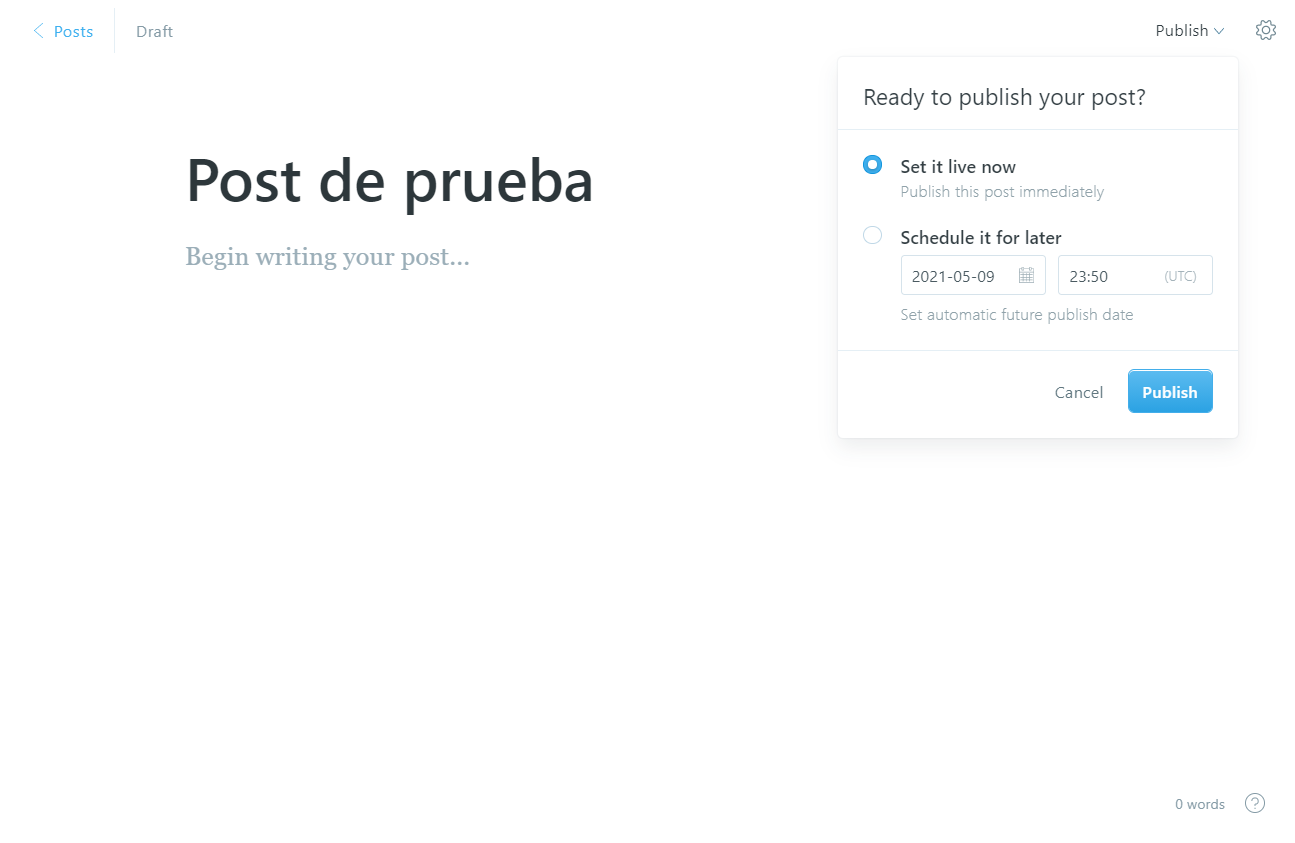 Posts
Draft
Publish
Ready to publish your post?
Post de prueba
Begin writing your post...
Set it live now
Publish this post immediately
Schedule it for later
2021-05-09
23:50 (UTC)
Set automatic future publish date
Cancel
Publish
0 words
?